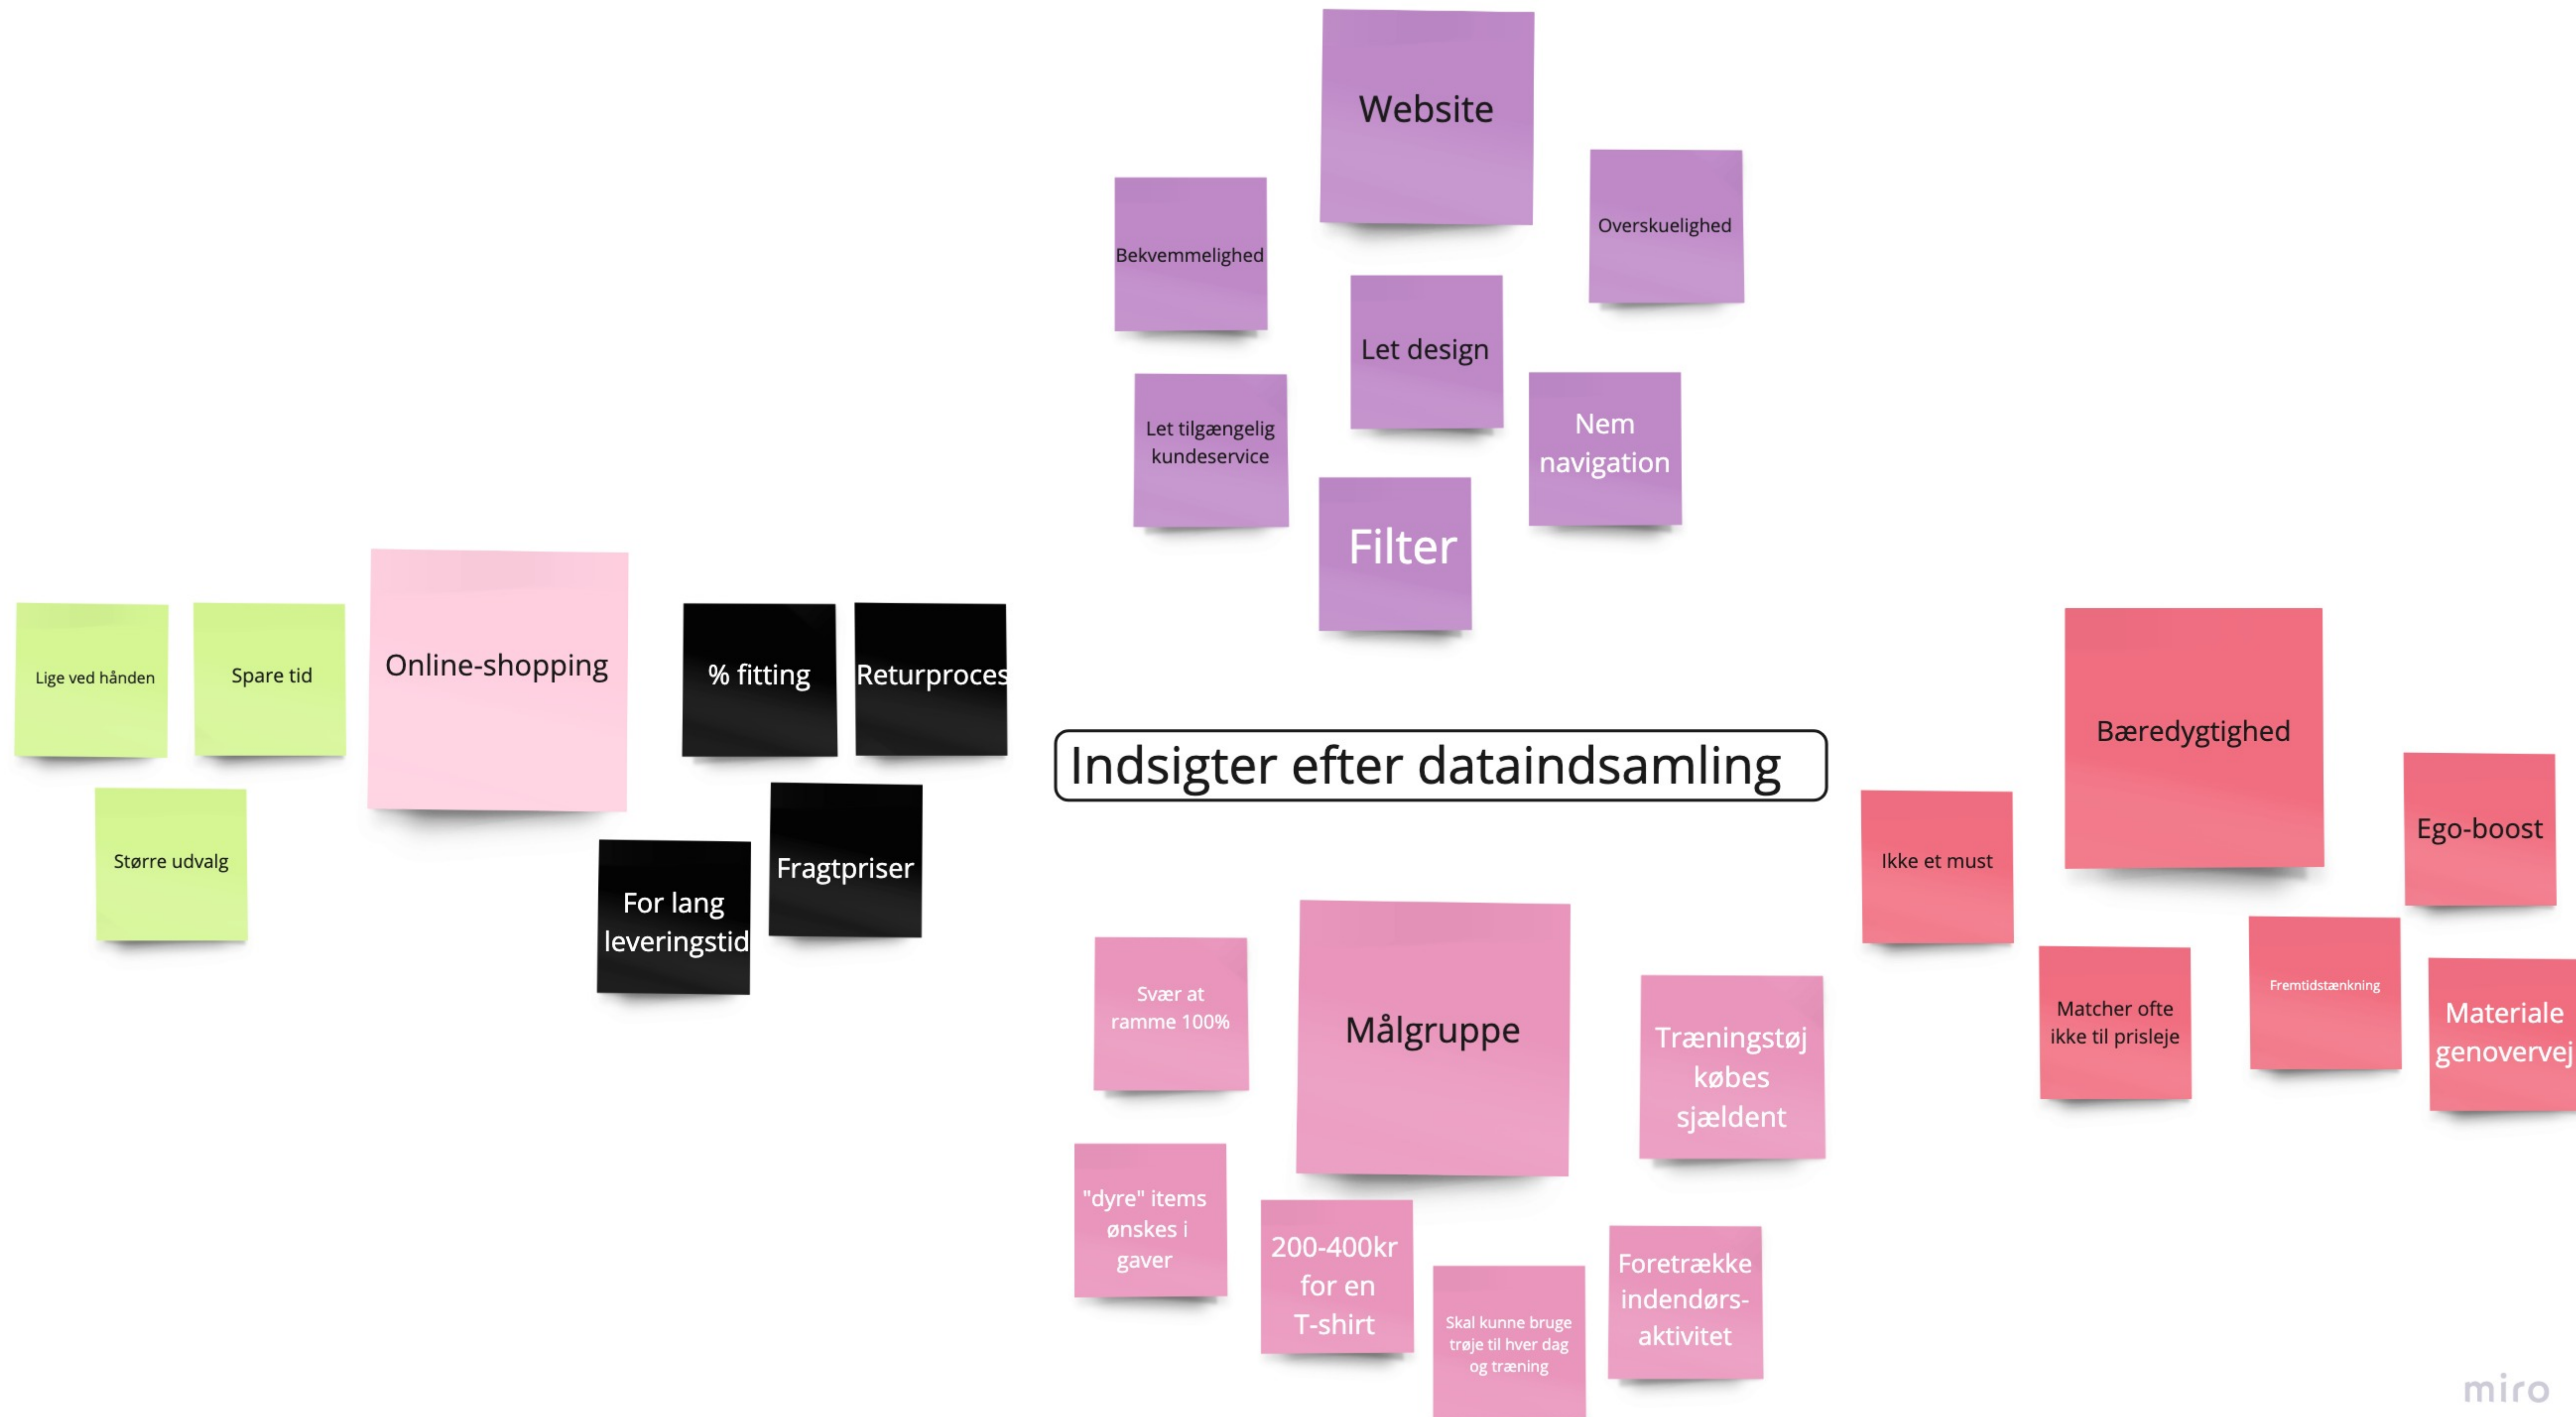 Website
Bekvemmelighed
Overskuelighed
Let design
Let tilgængelig
kundeservice
Nem
navigation
Filter
Lige ved hånden
Spare tid
Større udvalg
Online-shopping
% fitting
Returproces
For lang
leveringstid
Fragtpriser
Indsigter efter dataindsamling
Bæredygtighed
Ikke et must
Ego-boost
Matcher ofte
ikke til prisleje
Fremtidstænkning
Materiale
genovervej
Målgruppe
Svær at
ramme 100%
Træningstøj
købes
sjældent
"dyre" items
ønskes i
gaver
200-400kr
for en
T-shirt
Skal kunne bruge
trøje til hver dag
og træning
Foretrække
indendørs-
aktivitet
miro